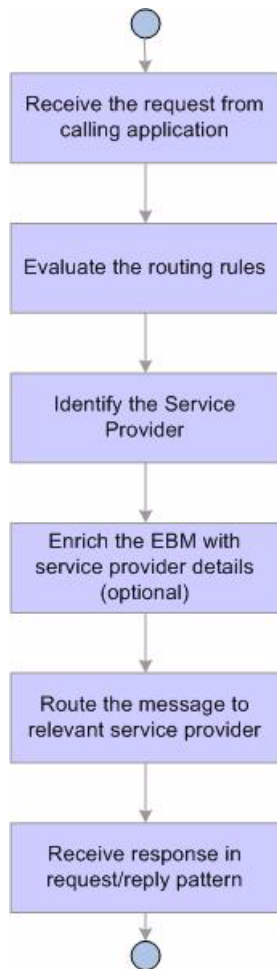 Receive the request from
calling application
Evaluate the routing rules
Identify the Service
Provider
Enrich the EBM with
service provider details
(optional)
Route the message to
relevant service provider
Receive response in
request/reply pattern